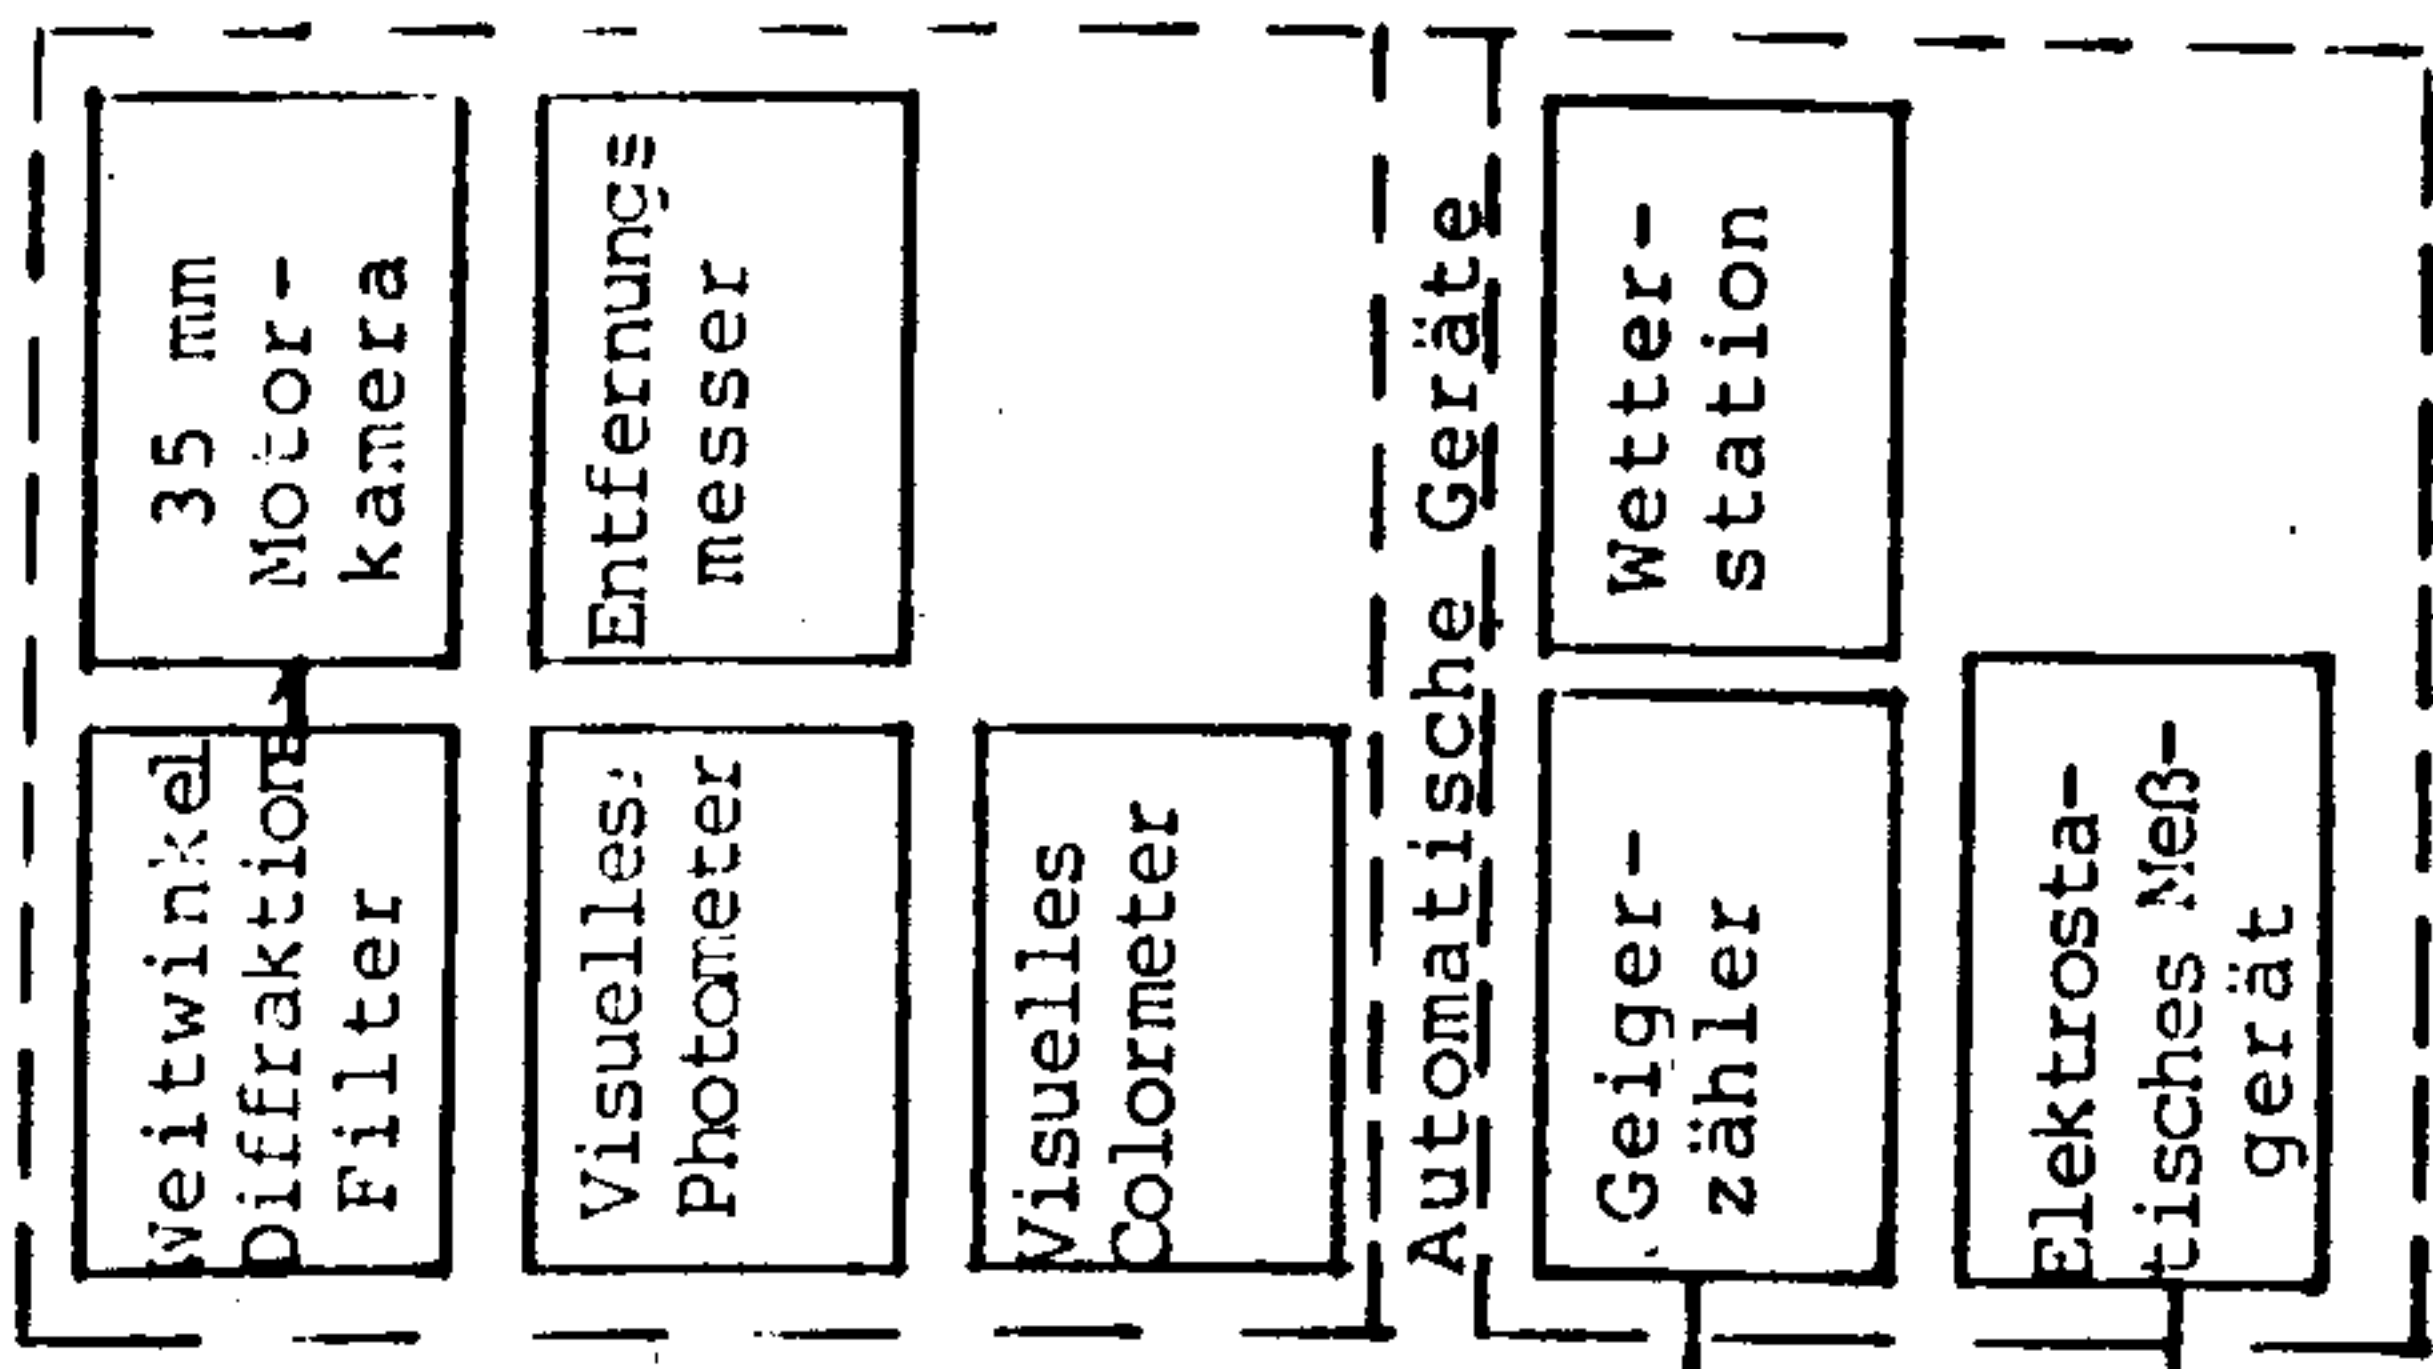 Weitwinkel
Diffraktions
Filter
35 mm
Motor-
kamera
Visuelles
Photometer
Entfernungs
messer
Visuelles
Colormeter
Automatische Geräte
Geiger-
zähler
Wetter-
station
Elektrosta-
tisches Meß-
gerät